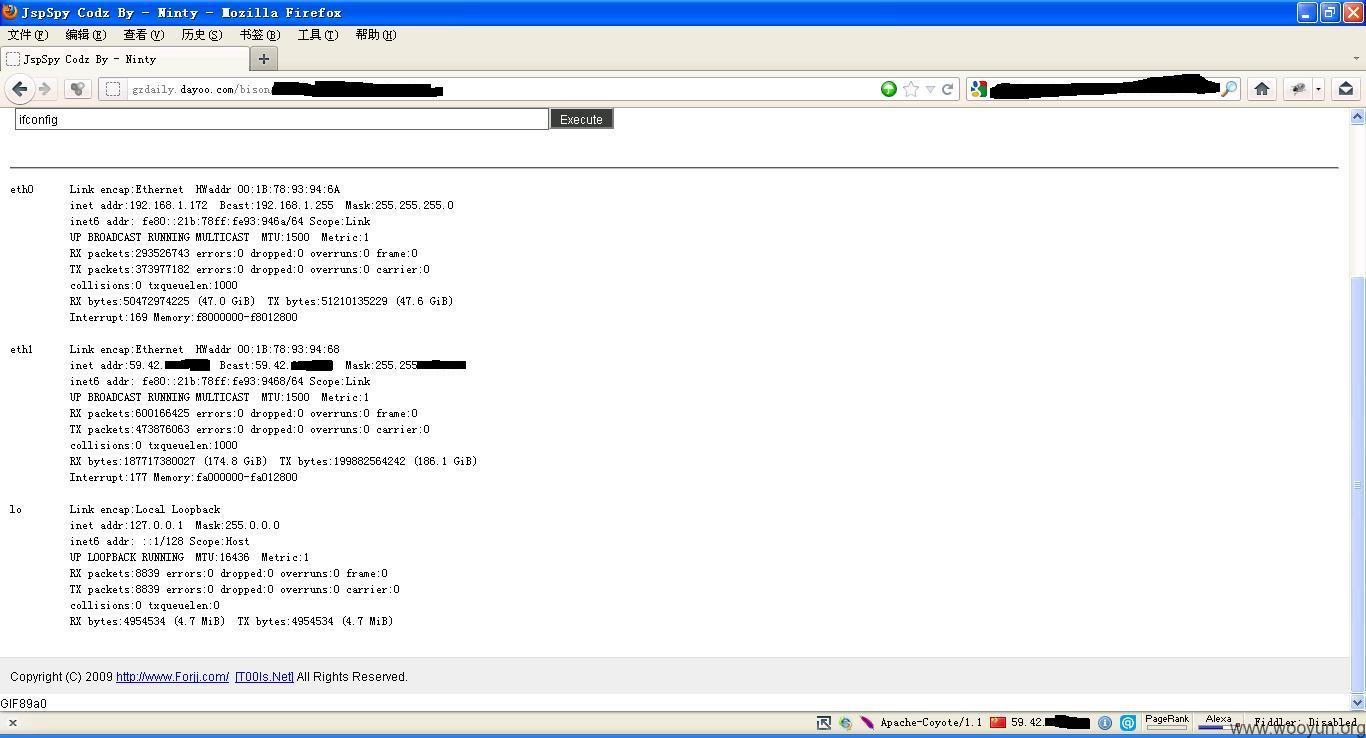 JspSpy Codz By - Ninty - Mozilla Firefox
文件(F) 编辑(E) 查看(V) 历史(S) 书签(B) 工具(T) 帮助(H)
JspSpy Codz By - Ninty
gzdaily.dayoo.com/bison
ifconfig
Execute
eth0 Link encap:Ethernet HWaddr 00:1B:78:93:94:6A
inet addr:192.168.1.172 Bcast:192.168.1.255 Mask:255.255.255.0
inet6 addr: fe80::21b:78ff:fe93:946a/64 Scope:Link
UP BROADCAST RUNNING MULTICAST MTU:1500 Metric:1
RX packets:293526743 errors:0 dropped:0 overruns:0 frame:0
TX packets:373977182 errors:0 dropped:0 overruns:0 carrier:0
collisions:0 txqueuelen:1000
RX bytes:50472974225 (47.0 GiB) TX bytes:51210135229 (47.6 GiB)
Interrupt:169 Memory:f8000000-f8012800
eth1 Link encap:Ethernet HWaddr 00:1B:78:93:94:68
inet addr:59.42. Bcast:59.42. Mask:255.255
inet6 addr: fe80::21b:78ff:fe93:9468/64 Scope:Link
UP BROADCAST RUNNING MULTICAST MTU:1500 Metric:1
RX packets:600166425 errors:0 dropped:0 overruns:0 frame:0
TX packets:473876063 errors:0 dropped:0 overruns:0 carrier:0
collisions:0 txqueuelen:1000
RX bytes:187717380027 (174.8 GiB) TX bytes:199882564242 (186.1 GiB)
Interrupt:177 Memory:fa000000-fa012800
lo Link encap:Local Loopback
inet addr:127.0.0.1 Mask:255.0.0.0
inet6 addr: ::1/128 Scope:Host
UP LOOPBACK RUNNING MTU:16436 Metric:1
RX packets:8839 errors:0 dropped:0 overruns:0 frame:0
TX packets:8839 errors:0 dropped:0 overruns:0 carrier:0
collisions:0 txqueuelen:0
RX bytes:4954534 (4.7 MiB) TX bytes:4954534 (4.7 MiB)
Copyright (C) 2009 http://www.Forjj.com/ [T00ls.Net] All Rights Reserved.
GIF89a0
Apache-Coyote/1.1 59.42. PageRank Alexa Fiddler: Disabled
www.wooyun.org